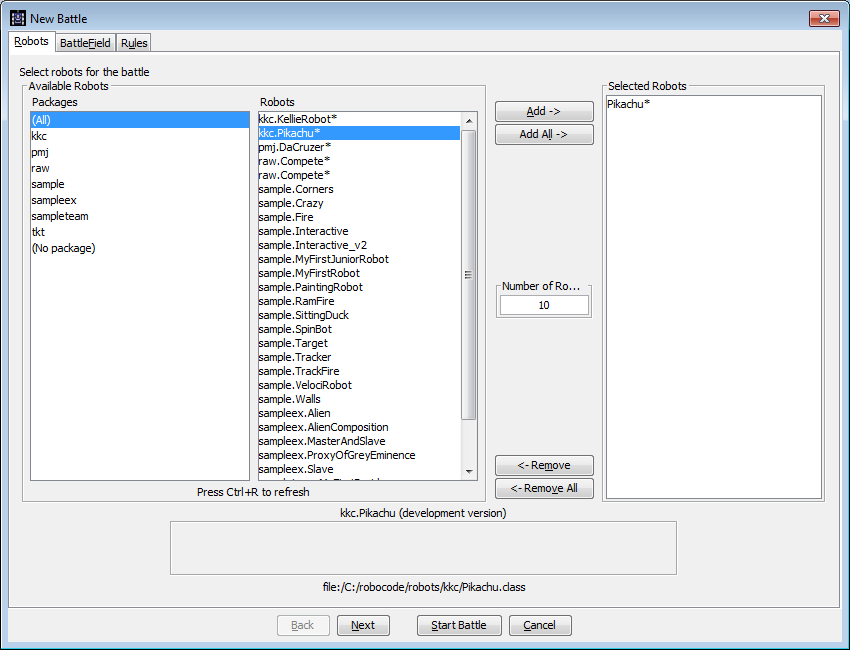 New Battle
Robots BattleField Rules
Select robots for the battle
Available Robots
Packages
(All)
kkc
pmj
raw
sample
sampleex
sampleteam
tkt
(No package)
Robots
kkc.KellieRobot*
kkc.Pikachu*
pmj.DaCruzer*
raw.Compete*
raw.Compete*
sample.Corners
sample.Crazy
sample.Fire
sample.Interactive
sample.Interactive_v2
sample.MyFirstJuniorRobot
sample.MyFirstRobot
sample.PaintingRobot
sample.RamFire
sample.SittingDuck
sample.SpinBot
sample.Target
sample.Tracker
sample.TrackFire
sample.VelociRobot
sample.Walls
sampleex.Alien
sampleex.AlienComposition
sampleex.MasterAndSlave
sampleex.ProxyOfGreyEminence
sampleex.Slave
Press Ctrl+R to refresh
Add ->
Add All ->
Number of Ro...
10
<- Remove
<- Remove All
Selected Robots
Pikachu*
kkc.Pikachu (development version)
file:/C:/robocode/robots/kkc/Pikachu.class
Back Next Start Battle Cancel